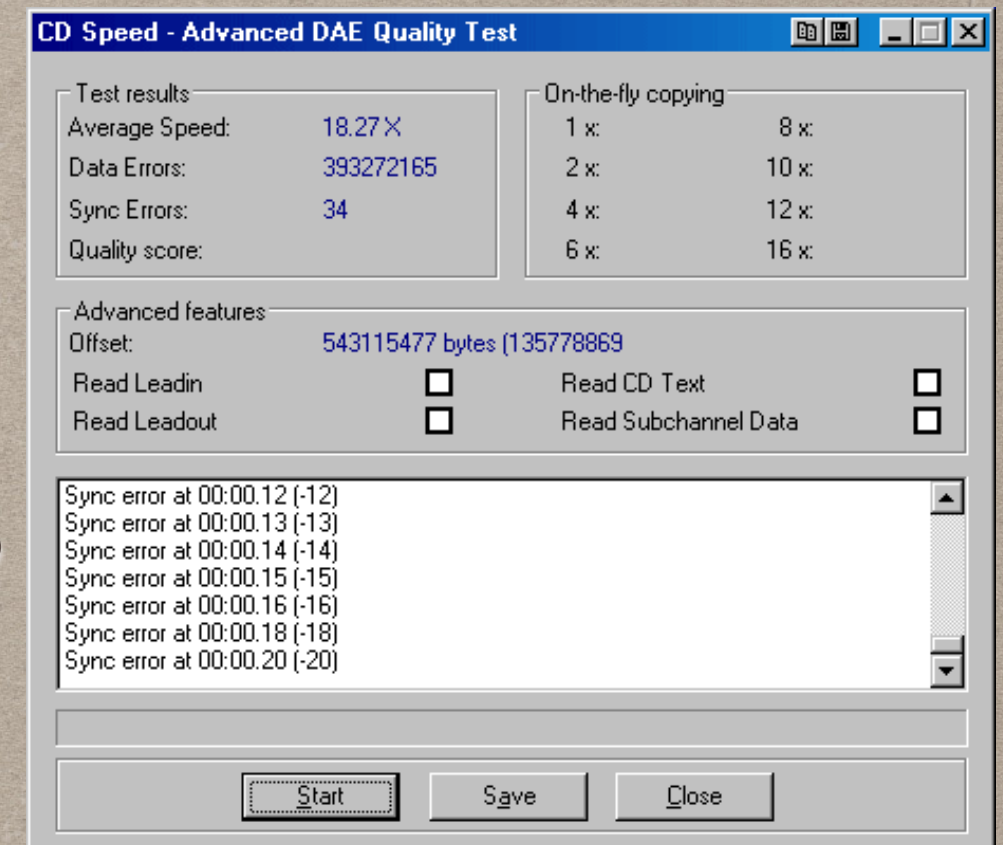 CD Speed - Advanced DAE Quality Test
Test results
Average Speed: 18.27 X
Data Errors: 393272165
Sync Errors: 34
Quality score:
On-the-fly copying
1 x: 8 x:
2 x: 10 x:
4 x: 12 x:
6 x: 16 x:
Advanced features
Offset: 543115477 bytes (135778869
Read Leadin Read CD Text
Read Leadout Read Subchannel Data
Sync error at 00:00.12 (-12)
Sync error at 00:00.13 (-13)
Sync error at 00:00.14 (-14)
Sync error at 00:00.15 (-15)
Sync error at 00:00.16 (-16)
Sync error at 00:00.18 (-18)
Sync error at 00:00.20 (-20)
Start Save Close